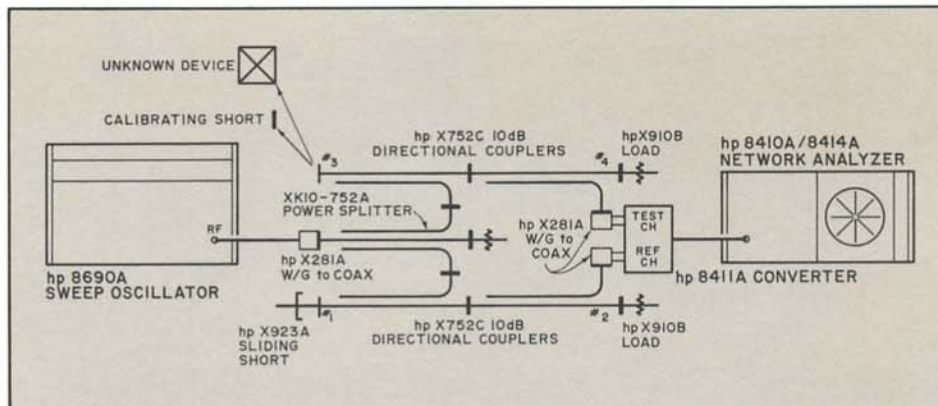 UNKNOWN DEVICE
CALIBRATING SHORT
hp X752C 10dB
DIRECTIONAL COUPLERS
hpX910B
LOAD
hp 8410A/8414A
NETWORK ANALYZER
#3
#4
XK10-752A
POWER SPLITTER
RF
hp X281A
W/G to COAX
hp X281A
W/G to
COAX
TEST
CH
REF
CH
hp 8411A CONVERTER
hp 8690A
SWEEP OSCILLATOR
#1
#2
hp X923A
SLIDING
SHORT
hp X752C 10dB
DIRECTIONAL COUPLERS
hpX910B
LOAD